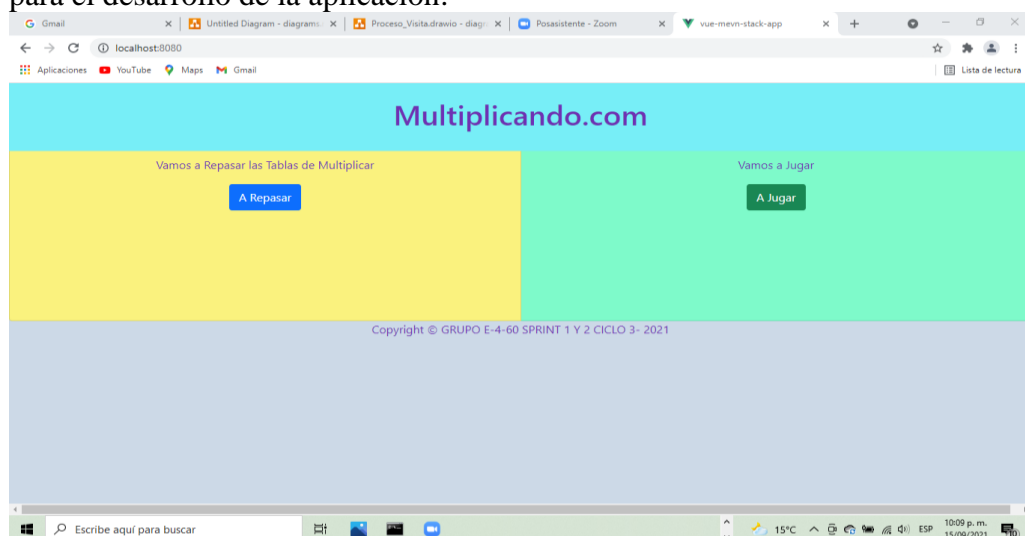 para el desarrollo de la aplicación.
Gmail Untitled Diagram - diagrams. Proceso_Visita.drawio - diagr Posasistente - Zoom vue-mevn-stack-app
localhost:8080
Aplicaciones YouTube Maps Gmail Lista de lectura
Multiplicando.com
Vamos a Repasar las Tablas de Multiplicar
A Repasar
Vamos a Jugar
A Jugar
Copyright © GRUPO E-4-60 SPRINT 1 Y 2 CICLO 3- 2021
Escribe aquí para buscar 15°C ESP 10:09 p. m.
15/09/2021